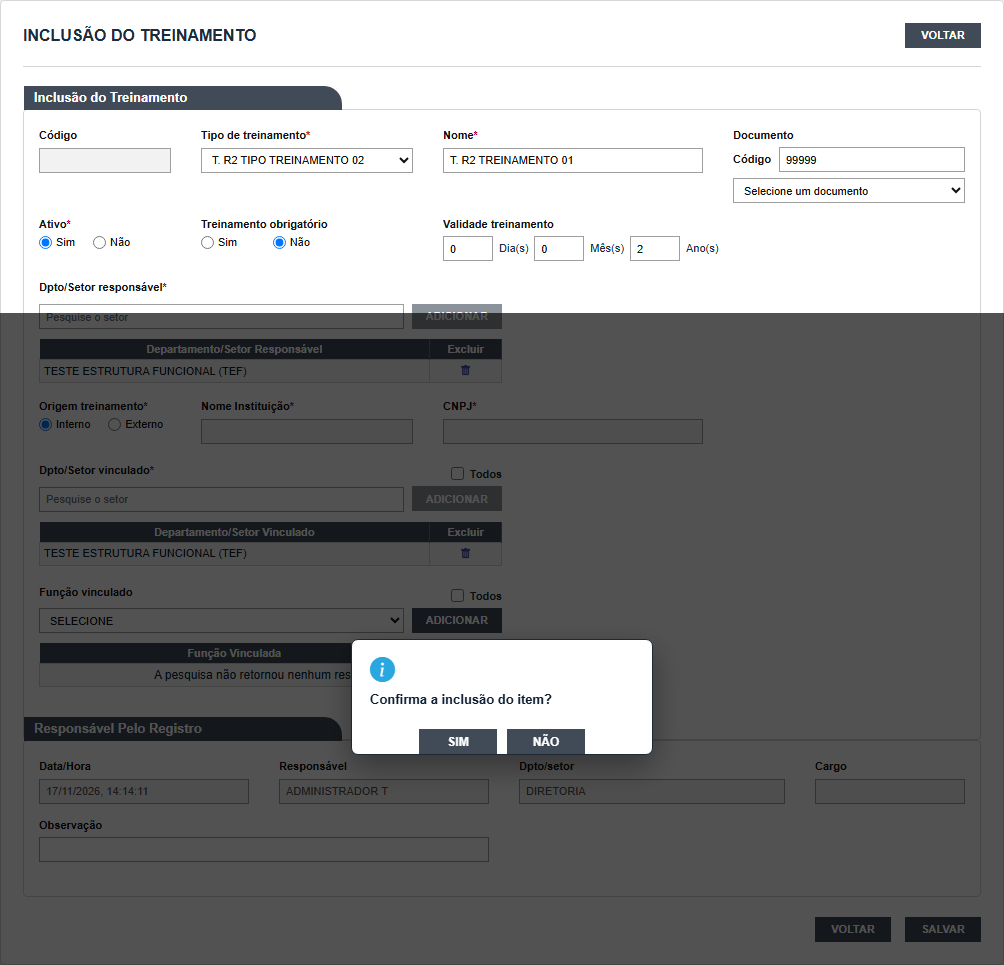 INCLUSÃO DO TREINAMENTO VOLTAR
Inclusão do Treinamento
Código Tipo de treinamento* Nome* Documento
T. R2 TIPO TREINAMENTO 02 T. R2 TREINAMENTO 01 Código 99999
Selecione um documento
Ativo* Treinamento obrigatório Validade treinamento
Sim Não Sim Não 0 Dia(s) 0 Mês(s) 2 Ano(s)
Dpto/Setor responsável*
Pesquise o setor ADICIONAR
Departamento/Setor Responsável Excluir
TESTE ESTRUTURA FUNCIONAL (TEF)
Origem treinamento* Nome Instituição* CNPJ*
Interno Externo
Dpto/Setor vinculado* Todos
Pesquise o setor ADICIONAR
Departamento/Setor Vinculado Excluir
TESTE ESTRUTURA FUNCIONAL (TEF)
Função vinculado Todos
SELECIONE ADICIONAR
Função Vinculada
A pesquisa não retornou nenhum res
i
Confirma a inclusão do item?
SIM NÃO
Responsável Pelo Registro
Data/Hora Responsável Dpto/setor Cargo
17/11/2026, 14:14:11 ADMINISTRADOR T DIRETORIA
Observação
VOLTAR SALVAR